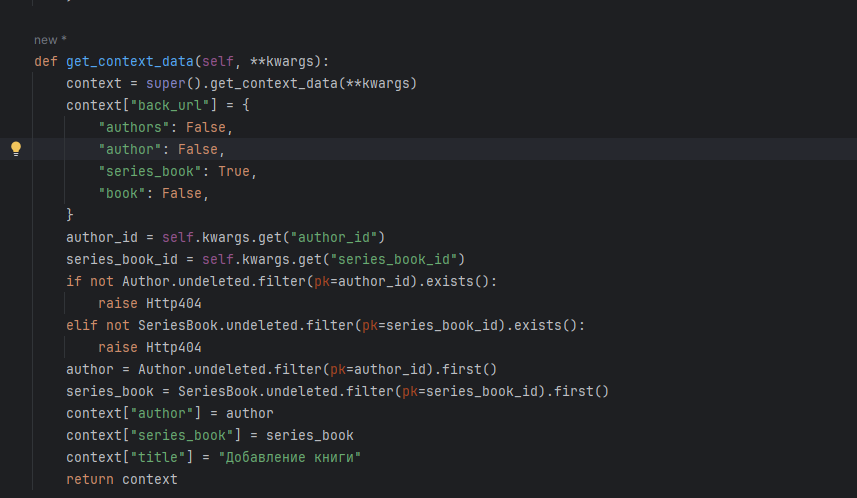 new *
def get_context_data(self, **kwargs):
    context = super().get_context_data(**kwargs)
    context["back_url"] = {
        "authors": False,
        "author": False,
        "series_book": True,
        "book": False,
    }
    author_id = self.kwargs.get("author_id")
    series_book_id = self.kwargs.get("series_book_id")
    if not Author.undeleted.filter(pk=author_id).exists():
        raise Http404
    elif not SeriesBook.undeleted.filter(pk=series_book_id).exists():
        raise Http404
    author = Author.undeleted.filter(pk=author_id).first()
    series_book = SeriesBook.undeleted.filter(pk=series_book_id).first()
    context["author"] = author
    context["series_book"] = series_book
    context["title"] = "Добавление книги"
    return context